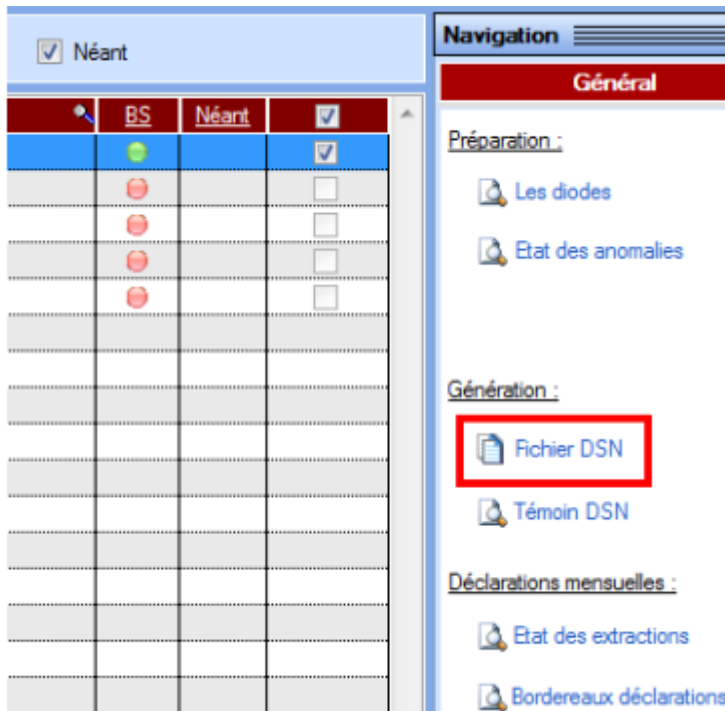 Néant
BS Néant
Navigation
Général
Préparation :
Les diodes
Etat des anomalies
Génération :
Fichier DSN
Témoin DSN
Déclarations mensuelles :
Etat des extractions
Bordereaux déclarations